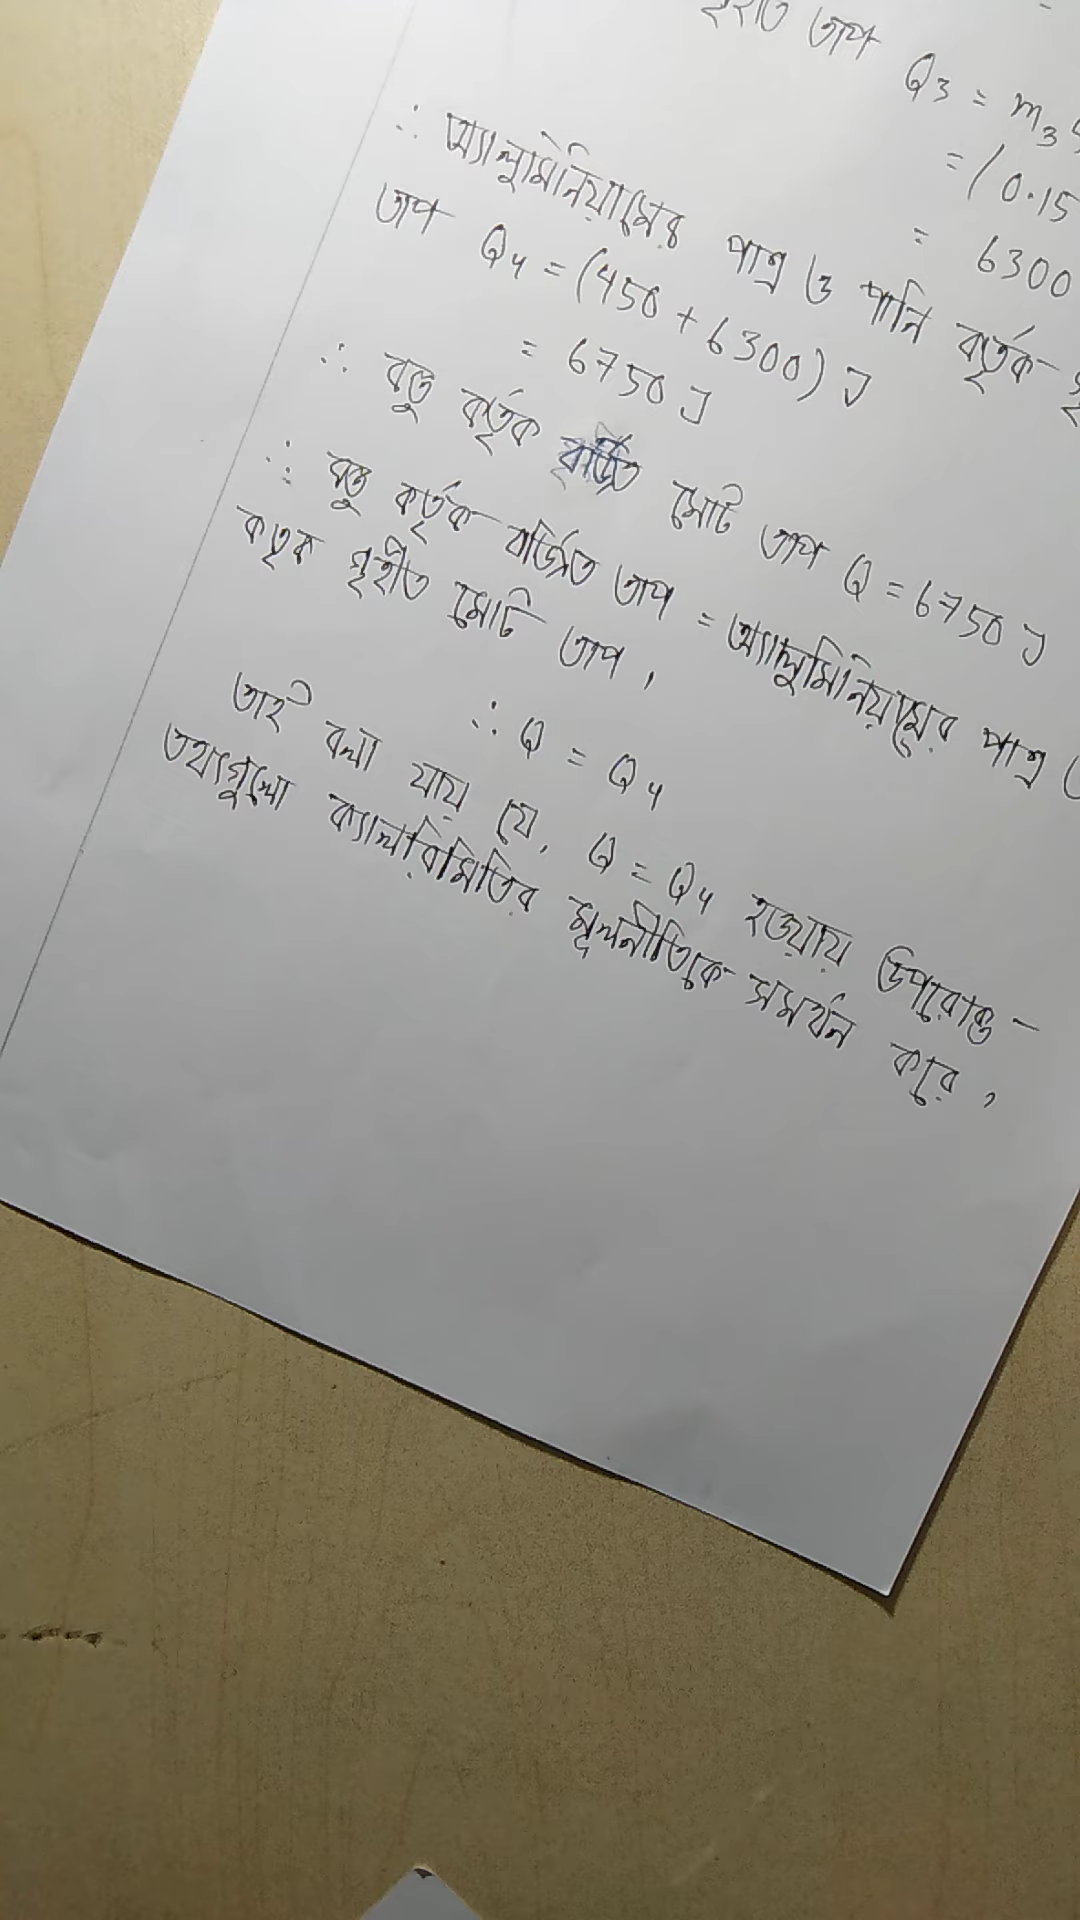 গৃহীত তাপ Q3 = m3
= (0.15
= 6300
∴ অ্যালুমিনিয়ামের পাত্র ও পানি কর্তৃক
তাপ Q4 = (450 + 6300) J
= 6750 J
∴ বস্তু কর্তৃক বর্জিত মোট তাপ Q = 6750 J
∴ বস্তু কর্তৃক বর্জিত তাপ = অ্যালুমিনিয়ামের পাত্র ও
কতৃক গৃহীত মোট তাপ।
∴ Q = Q4
তাই বলা যায় যে, Q = Q4 হওয়ায় উপরোক্ত -
তথ্যগুলো ক্যালরিমিতির মূলনীতিকে সমর্থন করে,